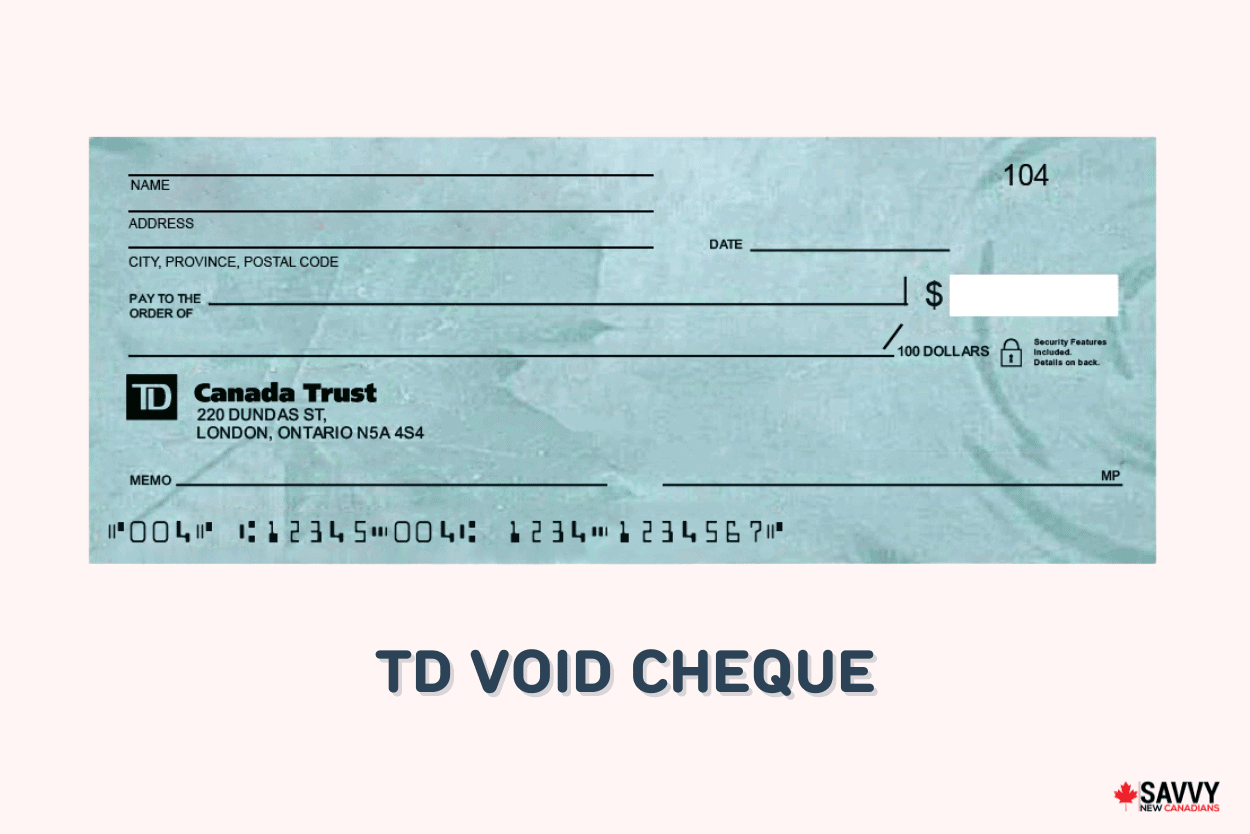 104
NAME
ADDRESS
DATE
CITY, PROVINCE, POSTAL CODE
PAY TO THE
ORDER OF
$
100 DOLLARS
Security Features
Included.
Details on back.
TD Canada Trust
220 DUNDAS ST,
LONDON, ONTARIO N5A 4S4
MEMO
MP
⑈004⑈ ⑆12345⑉004⑆ 1234⑉1234567⑈
TD VOID CHEQUE
SAVVY
NEW CANADIANS